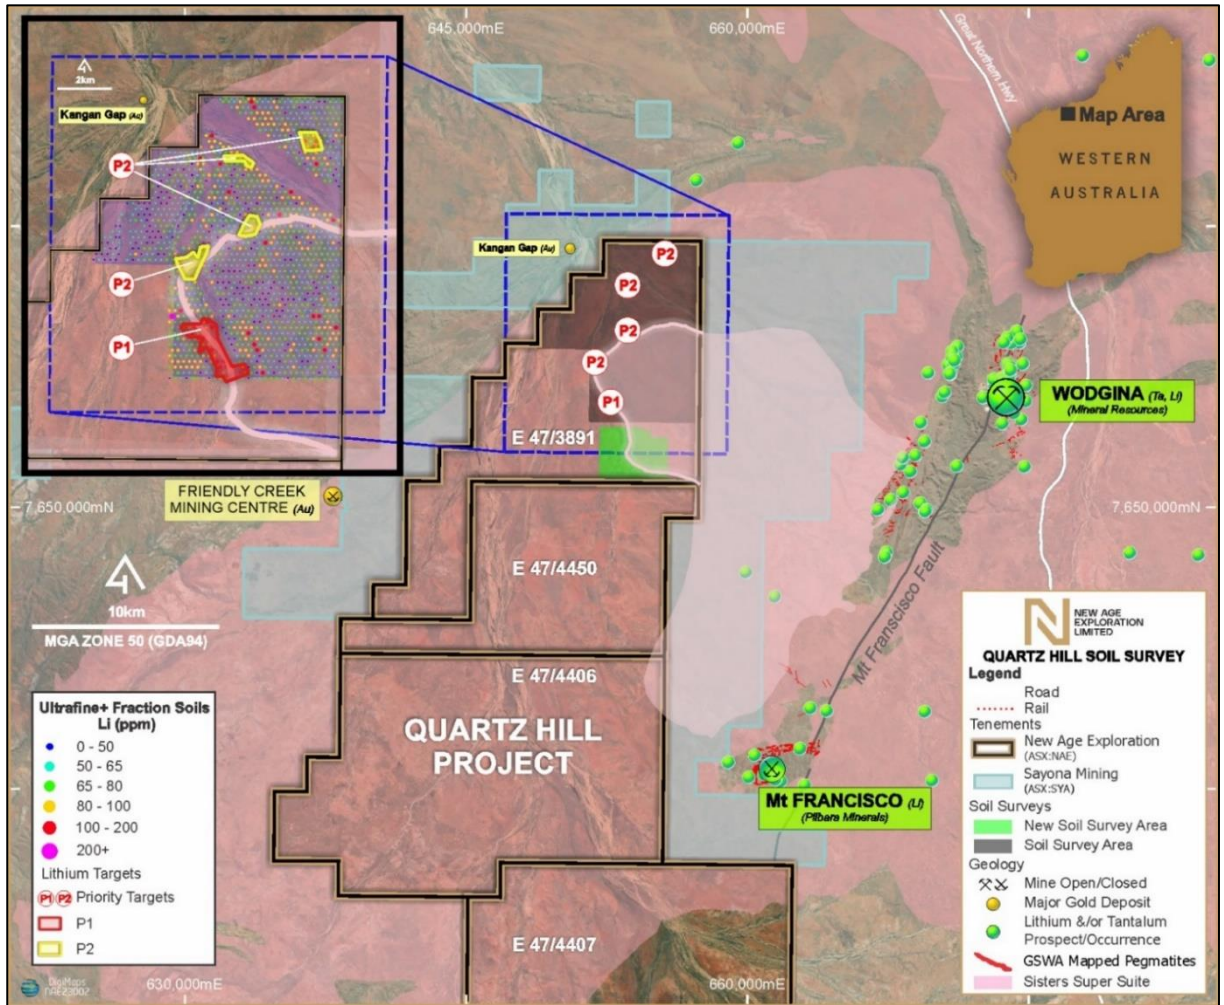 645,000mE
660,000mE
Great Northern Hwy
2km
Kangan Gap (Au)
P2
P2
P1
Map Area
WESTERN
AUSTRALIA
Kangan Gap (Au)
P2
P2
P2
P2
P1
WODGINA (Ta, Li)
(Mineral Resources)
E 47/3891
FRIENDLY CREEK
MINING CENTRE (Au)
7,650,000mN
7,650,000mN
E 47/4450
10km
MGA ZONE 50 (GDA94)
Mt Franscisco Fault
E 47/4406
QUARTZ HILL
PROJECT
Mt FRANCISCO (Li)
(Pilbara Minerals)
E 47/4407
Ultrafine+ Fraction Soils
Li (ppm)
0 - 50
50 - 65
65 - 80
80 - 100
100 - 200
200+
Lithium Targets
P1 P2 Priority Targets
P1
P2
NEW AGE
EXPLORATION
LIMITED
QUARTZ HILL SOIL SURVEY
Legend
Road
Rail
Tenements
New Age Exploration
(ASX:NAE)
Sayona Mining
(ASX:SYA)
Soil Surveys
New Soil Survey Area
Soil Survey Area
Geology
Mine Open/Closed
Major Gold Deposit
Lithium &/or Tantalum
Prospect/Occurrence
GSWA Mapped Pegmatites
Sisters Super Suite
DigiMaps
NAE23007
630,000mE
660,000mE